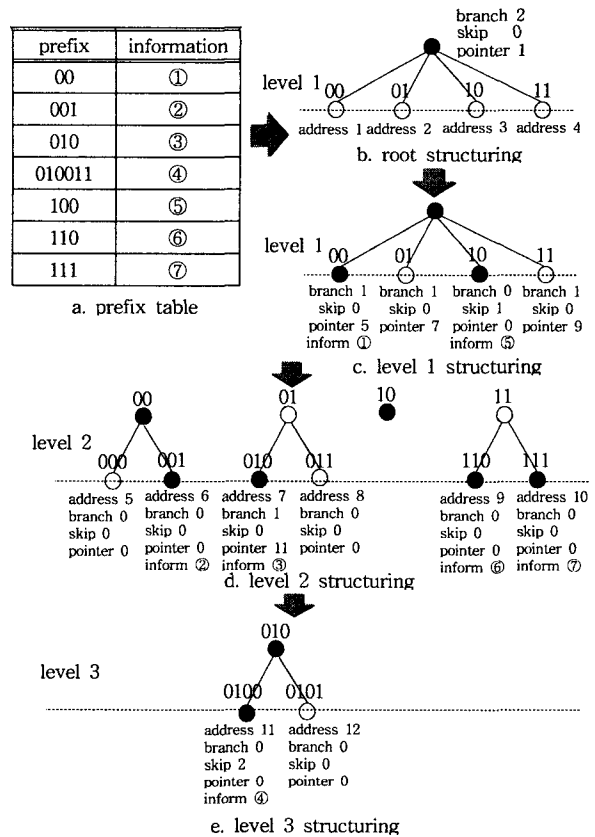 prefix information
00 ①
001 ②
010 ③
010011 ④
100 ⑤
110 ⑥
111 ⑦
a. prefix table
branch 2
skip 0
pointer 1
level 1
00 01 10 11
address 1 address 2 address 3 address 4
b. root structuring
level 1
00 01 10 11
branch 1 branch 1 branch 0 branch 1
skip 0 skip 0 skip 1 skip 0
pointer 5 pointer 7 pointer 0 pointer 9
inform ① inform ⑤
c. level 1 structuring
00 01 10 11
level 2
000 001 010 011 110 111
address 5 address 6 address 7 address 8 address 9 address 10
branch 0 branch 0 branch 1 branch 0 branch 0 branch 0
skip 0 skip 0 skip 0 skip 0 skip 0 skip 0
pointer 0 pointer 0 pointer 11 pointer 0 pointer 0 pointer 0
inform ② inform ③ inform ⑥ inform ⑦
d. level 2 structuring
010
level 3
0100 0101
address 11 address 12
branch 0 branch 0
skip 2 skip 0
pointer 0 pointer 0
inform ④
e. level 3 structuring